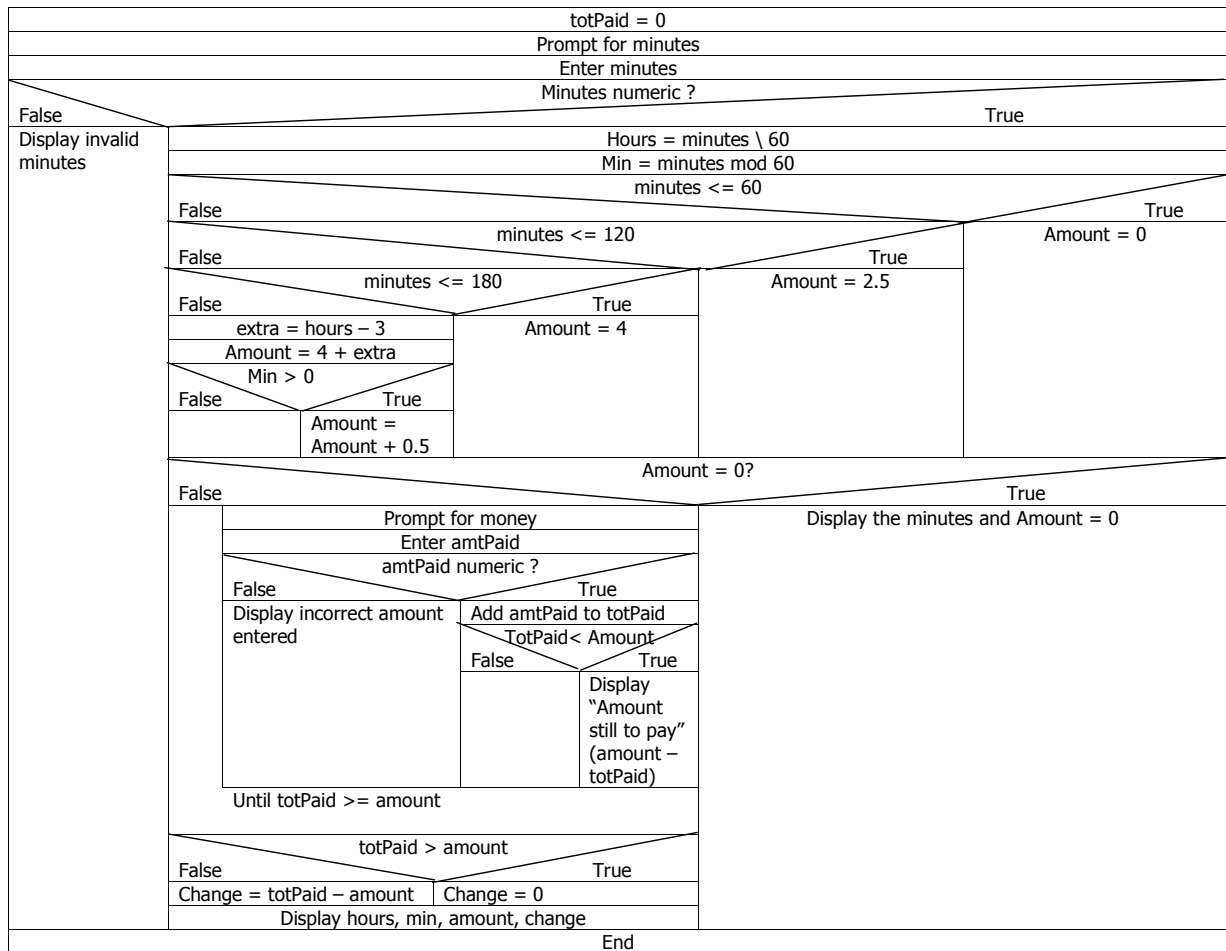 totPaid = 0
Prompt for minutes
Enter minutes
Minutes numeric ?
False True
Display invalid
minutes
Hours = minutes \ 60
Min = minutes mod 60
minutes <= 60
False True
minutes <= 120
False True
Amount = 0
minutes <= 180
False True
Amount = 2.5
extra = hours – 3
Amount = 4 + extra
Amount = 4
Min > 0
False True
Amount =
Amount + 0.5
Amount = 0?
False True
Prompt for money
Display the minutes and Amount = 0
Enter amtPaid
amtPaid numeric ?
False True
Display incorrect amount
entered
Add amtPaid to totPaid
TotPaid< Amount
False True
Display
“Amount
still to pay”
(amount –
totPaid)
Until totPaid >= amount
totPaid > amount
False True
Change = totPaid – amount
Change = 0
Display hours, min, amount, change
End